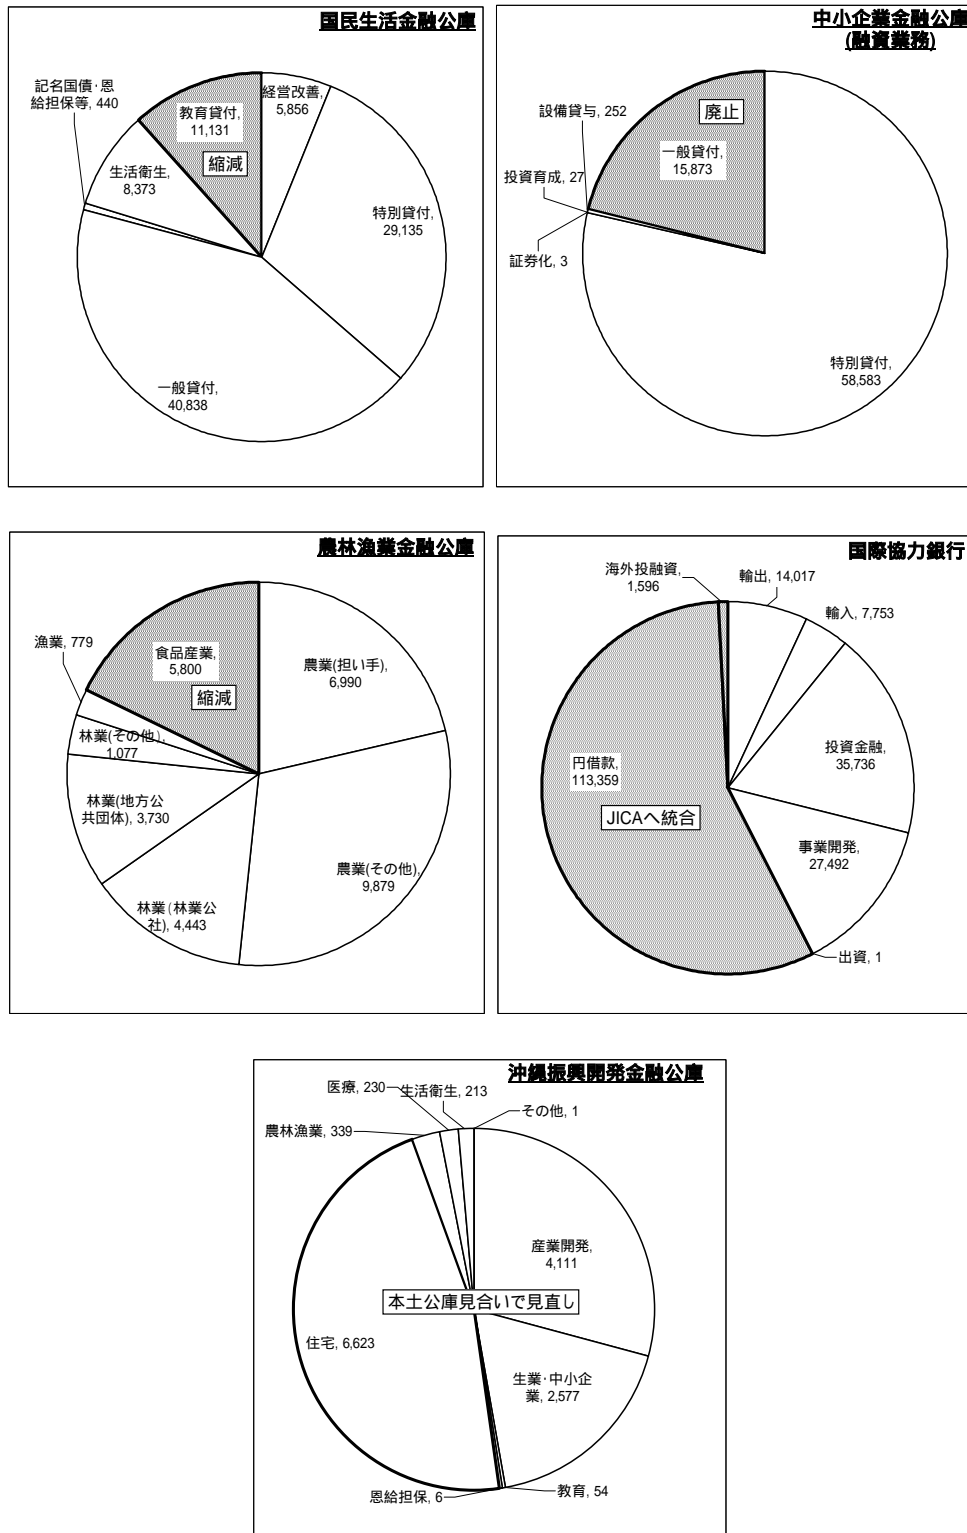 国民生活金融公庫
記名国債・恩
給担保等, 440
教育貸付,
11,131
縮減
経営改善,
5,856
生活衛生,
8,373
特別貸付,
29,135
一般貸付,
40,838
中小企業金融公庫
(融資業務)
設備貸与, 252
廃止
一般貸付,
15,873
投資育成, 27
証券化, 3
特別貸付,
58,583
農林漁業金融公庫
漁業, 779
食品産業,
5,800
縮減
農業(担い手),
6,990
林業(その他),
1,077
林業(地方公
共団体), 3,730
農業(その他),
9,879
林業(林業公
社), 4,443
国際協力銀行
海外投融資,
1,596
輸出, 14,017
輸入, 7,753
投資金融,
35,736
円借款,
113,359
JICAへ統合
事業開発,
27,492
出資, 1
沖縄振興開発金融公庫
医療, 230
生活衛生, 213
その他, 1
農林漁業, 339
産業開発,
4,111
本土公庫見合いで見直し
住宅, 6,623
生業・中小企
業, 2,577
恩給担保, 6
教育, 54